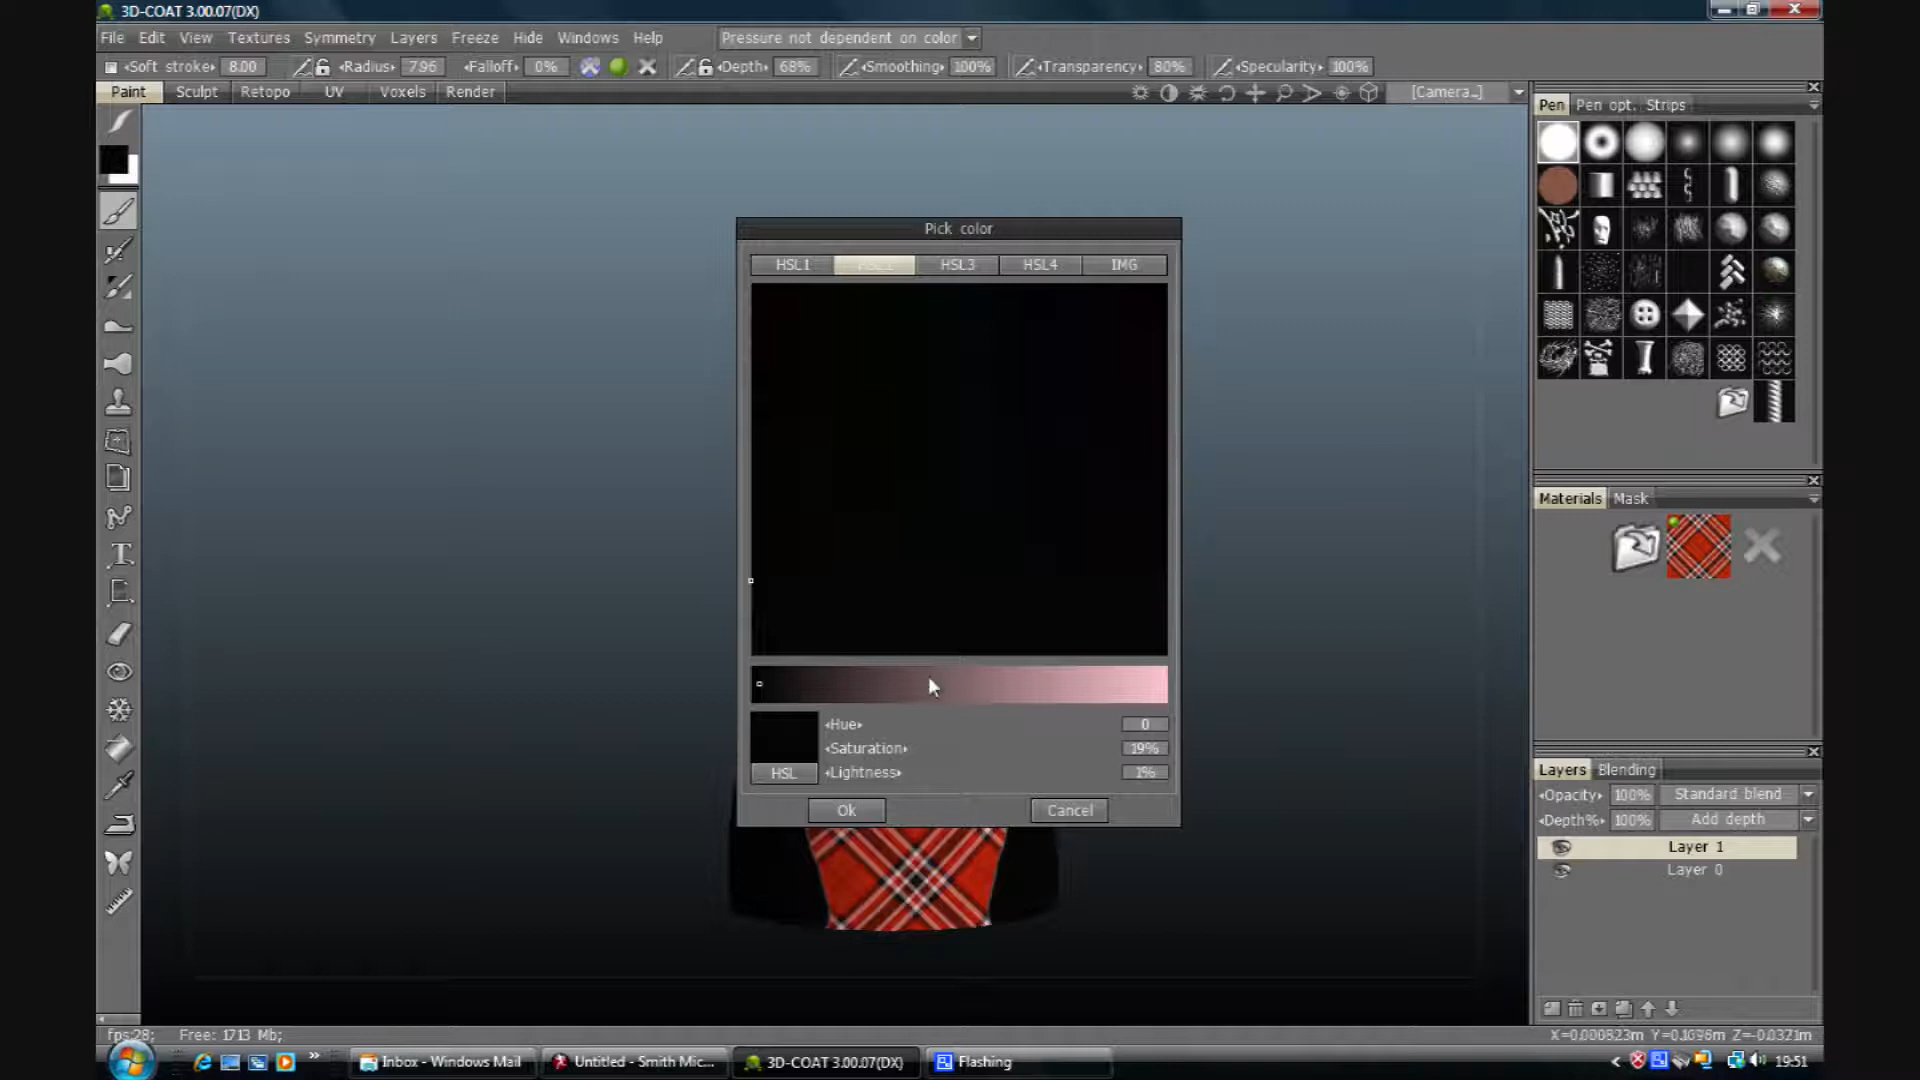 3D-COAT 3.00.07(DX)
File Edit View Textures Symmetry Layers Freeze Hide Windows Help Pressure not dependent on color
Soft stroke 8.00 Radius 7.96 Falloff 0% Depth 68% Smoothing 100% Transparency 80% Specularity 100%
Paint Sculpt Retopo UV Voxels Render [Camera..]
Pen Pen opt. Strips
Pick color
HSL1 HSL3 HSL4 IMG
Materials Mask
Hue 0
Saturation 19%
HSL Lightness 1%
Ok Cancel
Layers Blending
Opacity 100% Standard blend
Depth% 100% Add depth
Layer 1
Layer 0
fps:28; Free: 1713 Mb;
Inbox - Windows Mail Untitled - Smith Mic... 3D-COAT 3.00.07(DX) Flashing 19:51